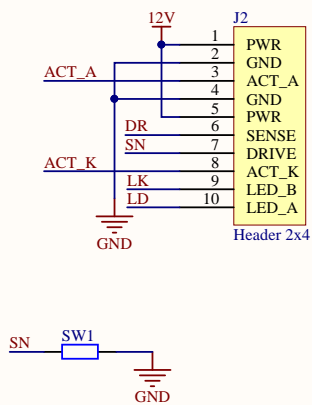 12V
J2
1 PWR
2 GND
ACT_A 3 ACT_A
4 GND
5 PWR
DR 6 SENSE
SN 7 DRIVE
ACT_K 8 ACT_K
LK 9 LED_B
LD 10 LED_A
GND
Header 2x4
SN SW1
GND